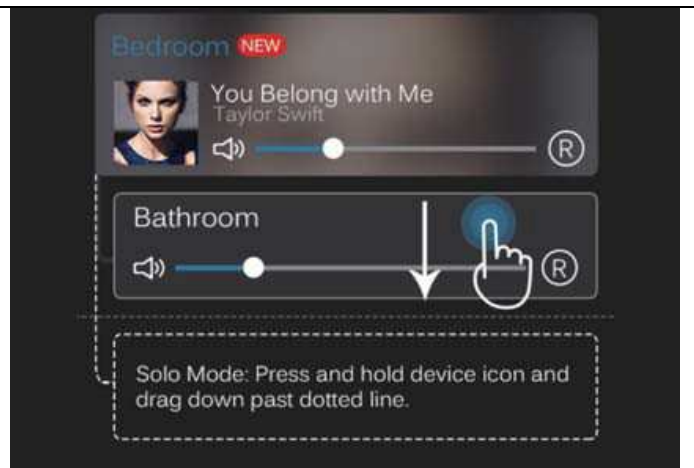 Bedroom NEW
You Belong with Me
Taylor Swift
R
Bathroom
R
Solo Mode: Press and hold device icon and
drag down past dotted line.